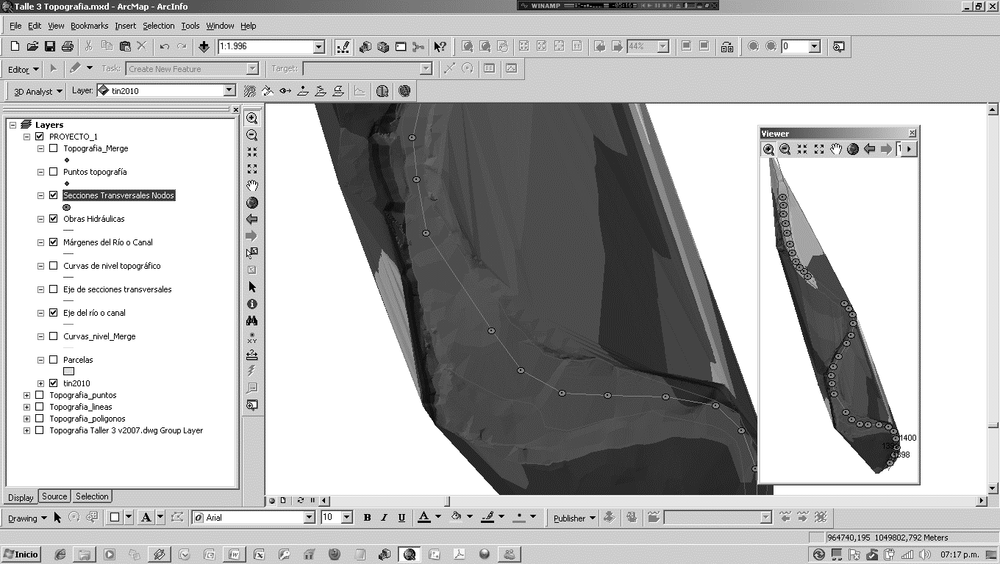 Talle 3 Topografia.mxd - ArcMap - ArcInfo
WINAMP -05:16
File Edit View Bookmarks Insert Selection Tools Window Help
1:1.996 44% 0
Editor Task: Create New Feature Target:
3D Analyst Layer: tin2010
Layers
PROYECTO_1
Topografia_Merge
Puntos topografía
Secciones Transversales Nodos
Obras Hidráulicas
Márgenes del Río o Canal
Curvas de nivel topográfico
Eje de secciones transversales
Eje del río o canal
Curvas_nivel_Merge
Parcelas
tin2010
Topografia_puntos
Topografia_lineas
Topografia_poligonos
Topografia Taller 3 v2007.dwg Group Layer
XY
Viewer
1400
Display Source Selection
Drawing A Arial 10 B I U A Publisher
964740,195 1049802,792 Meters
Inicio 07:17 p.m.